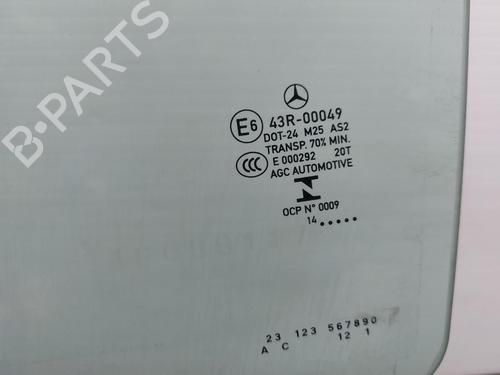 E6 43R-00049
DOT-24 M25 AS2
TRANSP. 70% MIN.
CCC E 000292 20T
AGC AUTOMOTIVE
OCP N° 0009
14.....
23 123 567890
A C 12 1
B